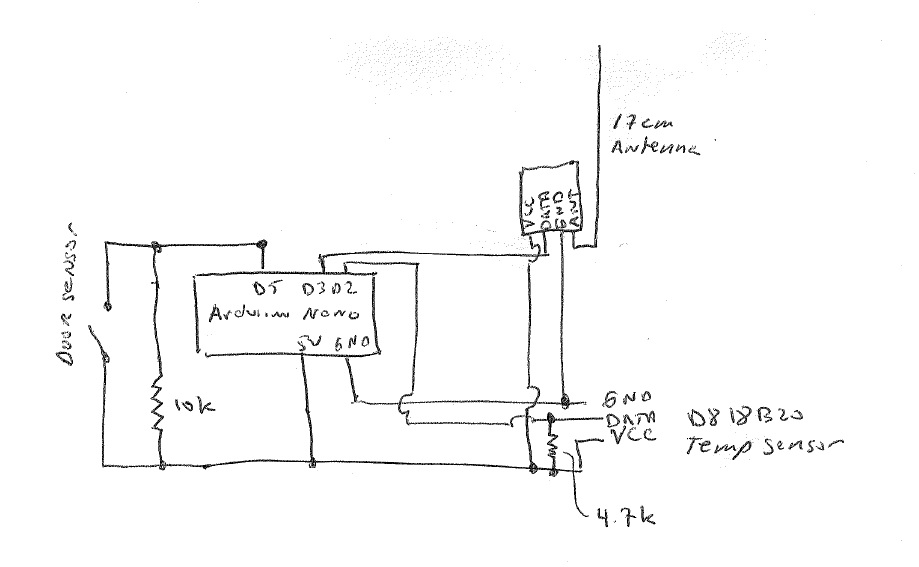 17cm
Antenna
VCC
DATA
GND
ANT
Door sensor
D5 D3 D2
Arduino Nano
5V GND
10k
GND
DATA
VCC
DS18B20
Temp sensor
4.7k